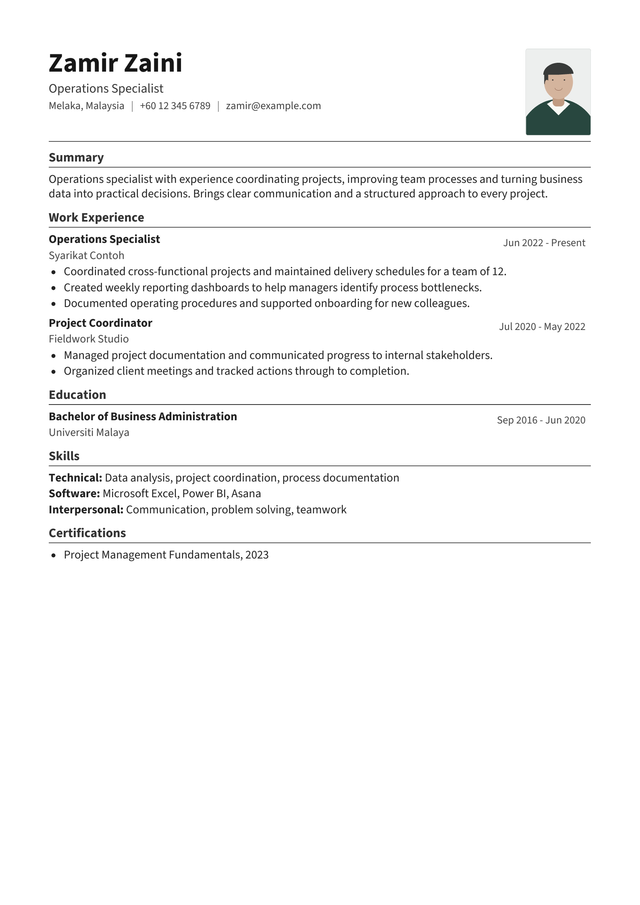 Zamir Zaini
Operations Specialist
Melaka, Malaysia | +60 12 345 6789 | zamir@example.com
Summary
Operations specialist with experience coordinating projects, improving team processes and turning business
data into practical decisions. Brings clear communication and a structured approach to every project.
Work Experience
Operations Specialist Jun 2022 - Present
Syarikat Contoh
• Coordinated cross-functional projects and maintained delivery schedules for a team of 12.
• Created weekly reporting dashboards to help managers identify process bottlenecks.
• Documented operating procedures and supported onboarding for new colleagues.
Project Coordinator Jul 2020 - May 2022
Fieldwork Studio
• Managed project documentation and communicated progress to internal stakeholders.
• Organized client meetings and tracked actions through to completion.
Education
Bachelor of Business Administration Sep 2016 - Jun 2020
Universiti Malaya
Skills
Technical: Data analysis, project coordination, process documentation
Software: Microsoft Excel, Power BI, Asana
Interpersonal: Communication, problem solving, teamwork
Certifications
• Project Management Fundamentals, 2023